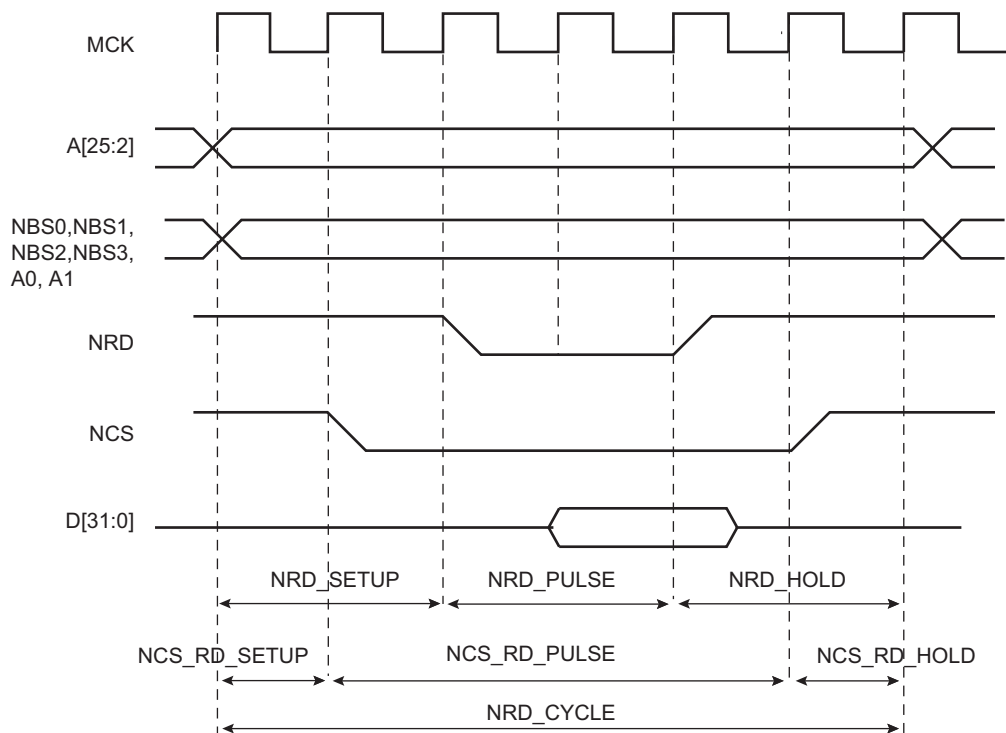 MCK
A[25:2]
NBS0,NBS1,
NBS2,NBS3,
A0, A1
NRD
NCS
D[31:0]
NRD_SETUP NRD_PULSE NRD_HOLD
NCS_RD_SETUP NCS_RD_PULSE NCS_RD_HOLD
NRD_CYCLE